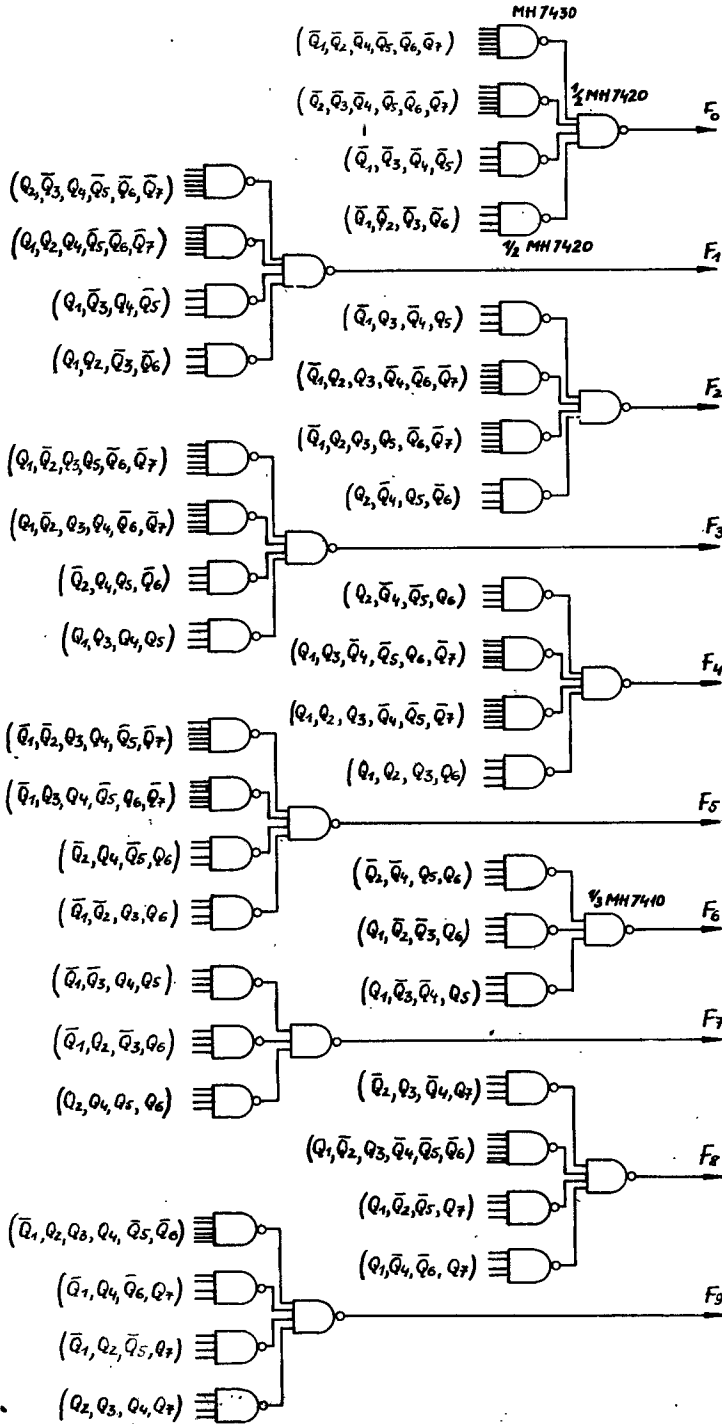 MH 7430
(Q̅1, Q̅2, Q̅4, Q̅5, Q̅6, Q̅7)
1/2 MH 7420
(Q̅2, Q̅3, Q̅4, Q̅5, Q̅6, Q̅7)
F0
(Q̅1, Q̅3, Q̅4, Q̅5)
(Q̅1, Q̅2, Q̅3, Q̅6)
1/2 MH 7420
(Q2, Q̅3, Q4, Q̅5, Q̅6, Q̅7)
(Q1, Q2, Q4, Q̅5, Q̅6, Q̅7)
F1
(Q1, Q̅3, Q4, Q̅5)
(Q1, Q2, Q̅3, Q̅6)
(Q̅1, Q3, Q̅4, Q5)
(Q̅1, Q2, Q3, Q̅4, Q̅6, Q̅7)
F2
(Q̅1, Q2, Q3, Q5, Q̅6, Q̅7)
(Q2, Q̅4, Q5, Q̅6)
(Q1, Q̅2, Q3, Q5, Q̅6, Q̅7)
(Q1, Q̅2, Q3, Q4, Q̅6, Q̅7)
F3
(Q̅2, Q4, Q5, Q̅6)
(Q1, Q3, Q4, Q5)
(Q2, Q̅4, Q̅5, Q6)
(Q1, Q3, Q̅4, Q̅5, Q6, Q̅7)
F4
(Q1, Q2, Q3, Q̅4, Q̅5, Q̅7)
(Q1, Q2, Q3, Q6)
(Q̅1, Q̅2, Q3, Q4, Q̅5, Q̅7)
(Q̅1, Q3, Q4, Q̅5, Q6, Q̅7)
F5
(Q̅2, Q4, Q̅5, Q6)
(Q̅1, Q̅2, Q3, Q6)
(Q̅2, Q̅4, Q5, Q6)
1/3 MH 7410
(Q1, Q̅2, Q̅3, Q6)
F6
(Q1, Q̅3, Q̅4, Q5)
(Q̅1, Q̅3, Q4, Q5)
(Q̅1, Q2, Q̅3, Q6)
F7
(Q2, Q4, Q5, Q6)
(Q̅2, Q3, Q̅4, Q7)
(Q1, Q̅2, Q3, Q̅4, Q̅5, Q̅6)
F8
(Q1, Q̅2, Q̅5, Q7)
(Q1, Q̅4, Q̅6, Q7)
(Q̅1, Q2, Q3, Q4, Q̅5, Q̅6)
(Q̅1, Q4, Q̅6, Q7)
F9
(Q̅1, Q2, Q̅5, Q7)
(Q2, Q3, Q4, Q7)